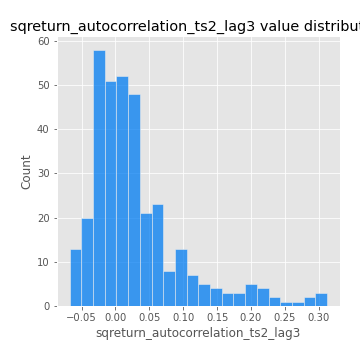 sqreturn_autocorrelation_ts2_lag3 value distribut
60
50
40
30
20
10
0
Count
−0.05 0.00 0.05 0.10 0.15 0.20 0.25 0.30
sqreturn_autocorrelation_ts2_lag3